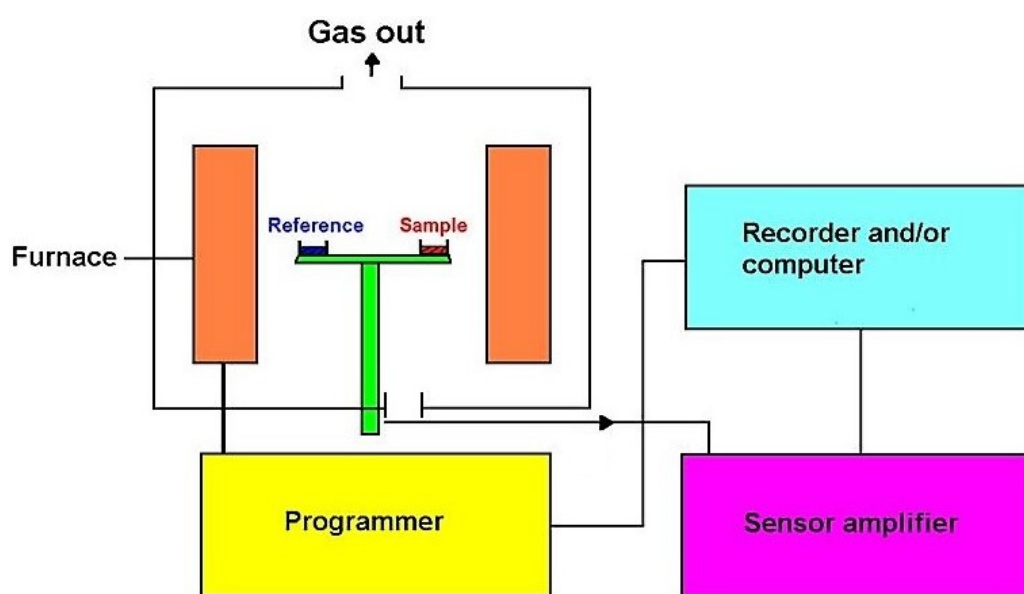 Gas out
Reference
Sample
Furnace
Recorder and/or
computer
Programmer
Sensor amplifier